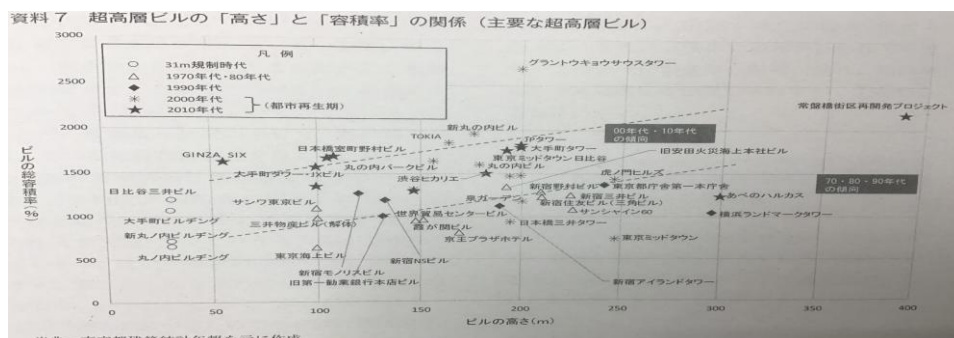 資料7 超高層ビルの「高さ」と「容積率」の関係（主要な超高層ビル）
3000
凡 例
31m規制時代
1970年代・80年代
1990年代
2000年代
2010年代
(都市再生期)
グラントウキョウサウスタワー
2500
常盤橋街区再開発プロジェクト
新丸の内ビル
TOKIA
00年代・10年代
の傾向
2000
日本橋室町野村ビル
JPタワー
大手町タワー
旧安田火災海上本社ビル
GINZA SIX
丸の内パークビル
東京ミッドタウン日比谷
丸の内ビル
虎ノ門ヒルズ
70・80・90年代
の傾向
ビルの総容積率
(%)
1500
大手町タワー・JXビル
渋谷ヒカリエ
日比谷三井ビル
サンワ東京ビル
泉ガーデン
新宿野村ビル
東京都庁舎第一本庁舎
新宿三井ビル
あべのハルカス
新宿住友ビル(三角ビル)
1000
大手町ビルヂング
三井物産ビル(解体)
世界貿易センタービル
サンシャイン60
横浜ランドマークタワー
霞が関ビル
日本橋三井タワー
新丸ノ内ビルヂング
京王プラザホテル
東京ミッドタウン
丸ノ内ビルヂング
東京海上ビル
新宿NSビル
500
新宿モノリスビル
新宿アイランドタワー
旧第一勧業銀行本店ビル
0
0
50
100
150
200
250
300
350
400
ビルの高さ(m)